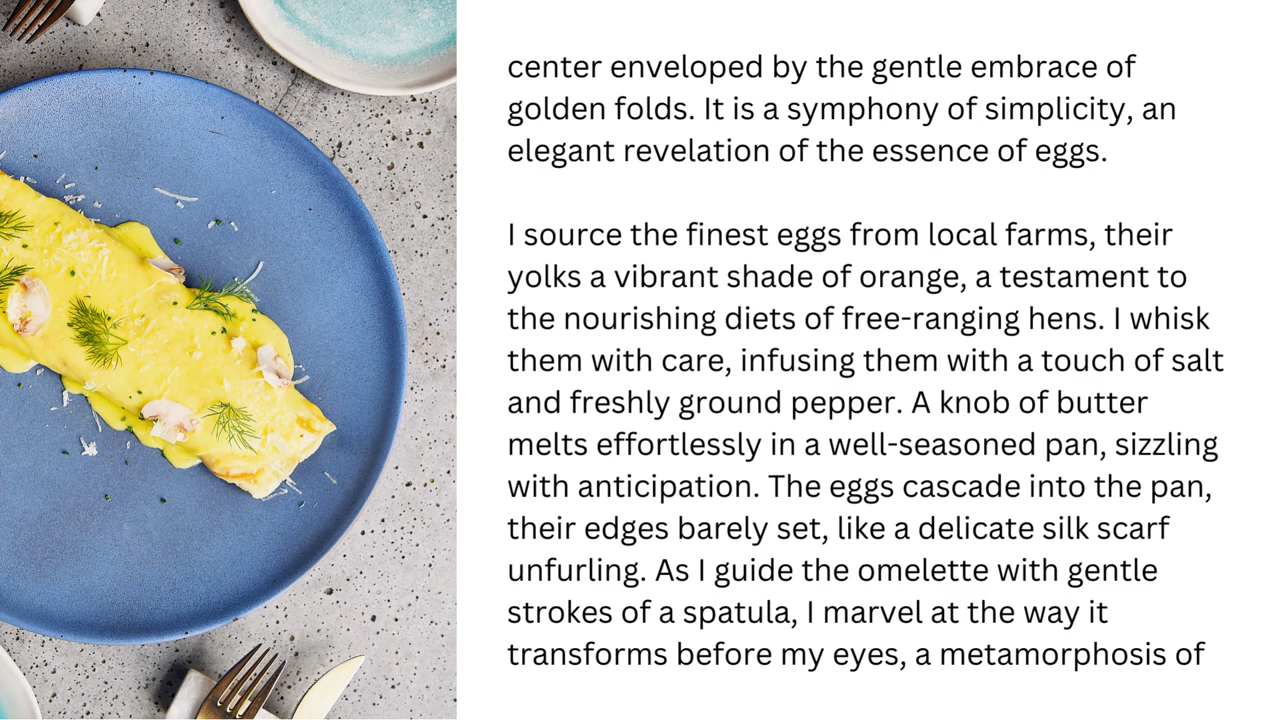 center enveloped by the gentle embrace of
golden folds. It is a symphony of simplicity, an
elegant revelation of the essence of eggs.
I source the finest eggs from local farms, their
yolks a vibrant shade of orange, a testament to
the nourishing diets of free-ranging hens. I whisk
them with care, infusing them with a touch of salt
and freshly ground pepper. A knob of butter
melts effortlessly in a well-seasoned pan, sizzling
with anticipation. The eggs cascade into the pan,
their edges barely set, like a delicate silk scarf
unfurling. As I guide the omelette with gentle
strokes of a spatula, I marvel at the way it
transforms before my eyes, a metamorphosis of